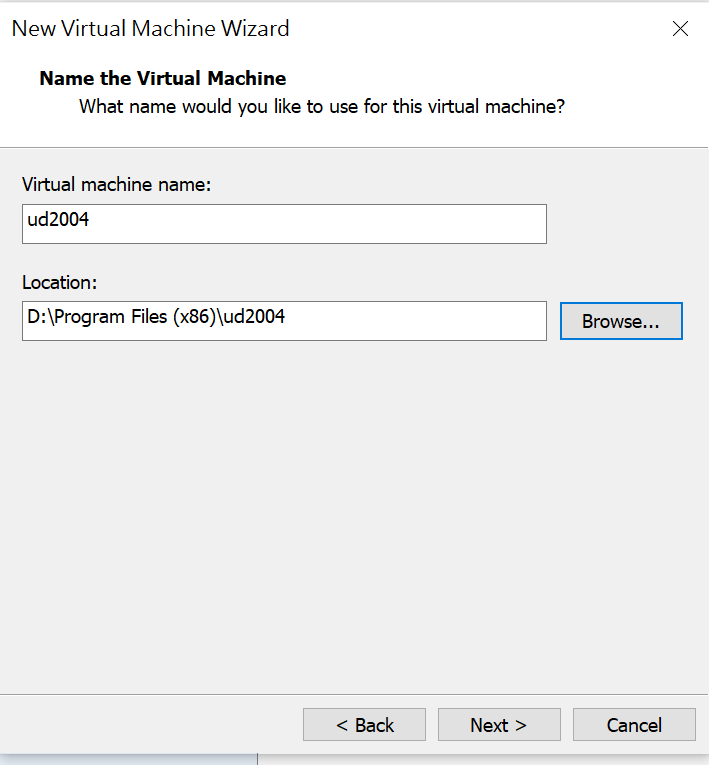 New Virtual Machine Wizard
Name the Virtual Machine
What name would you like to use for this virtual machine?
Virtual machine name:
ud2004
Location:
D:\Program Files (x86)\ud2004
Browse...
< Back
Next >
Cancel